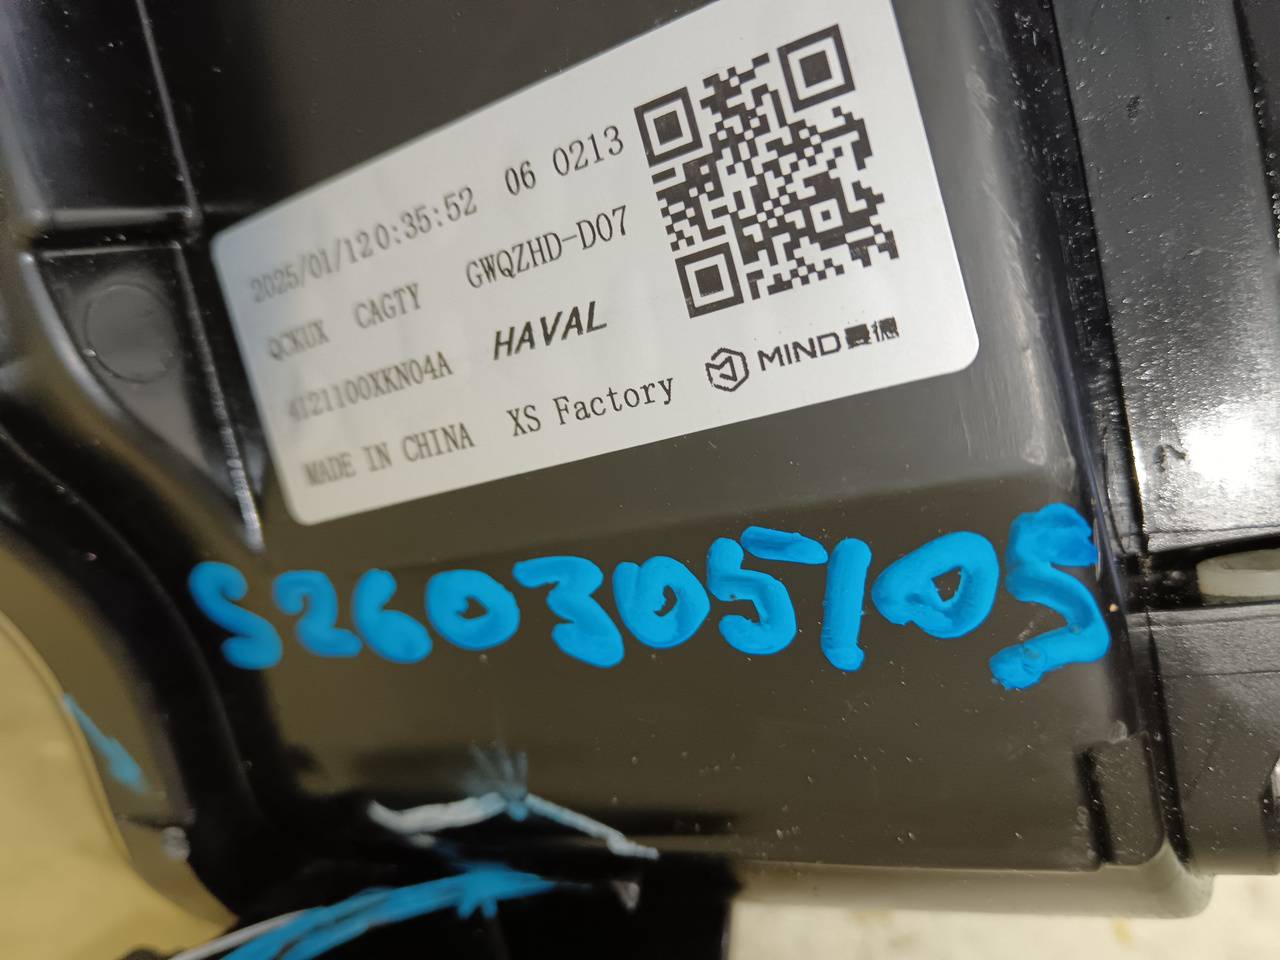 2025/01/12 0:35:52 06 0213
QCKUX CAGTY GWQZHD-D07
4121100XKN04A HAVAL
MADE IN CHINA XS Factory MIND曼德
S260305105